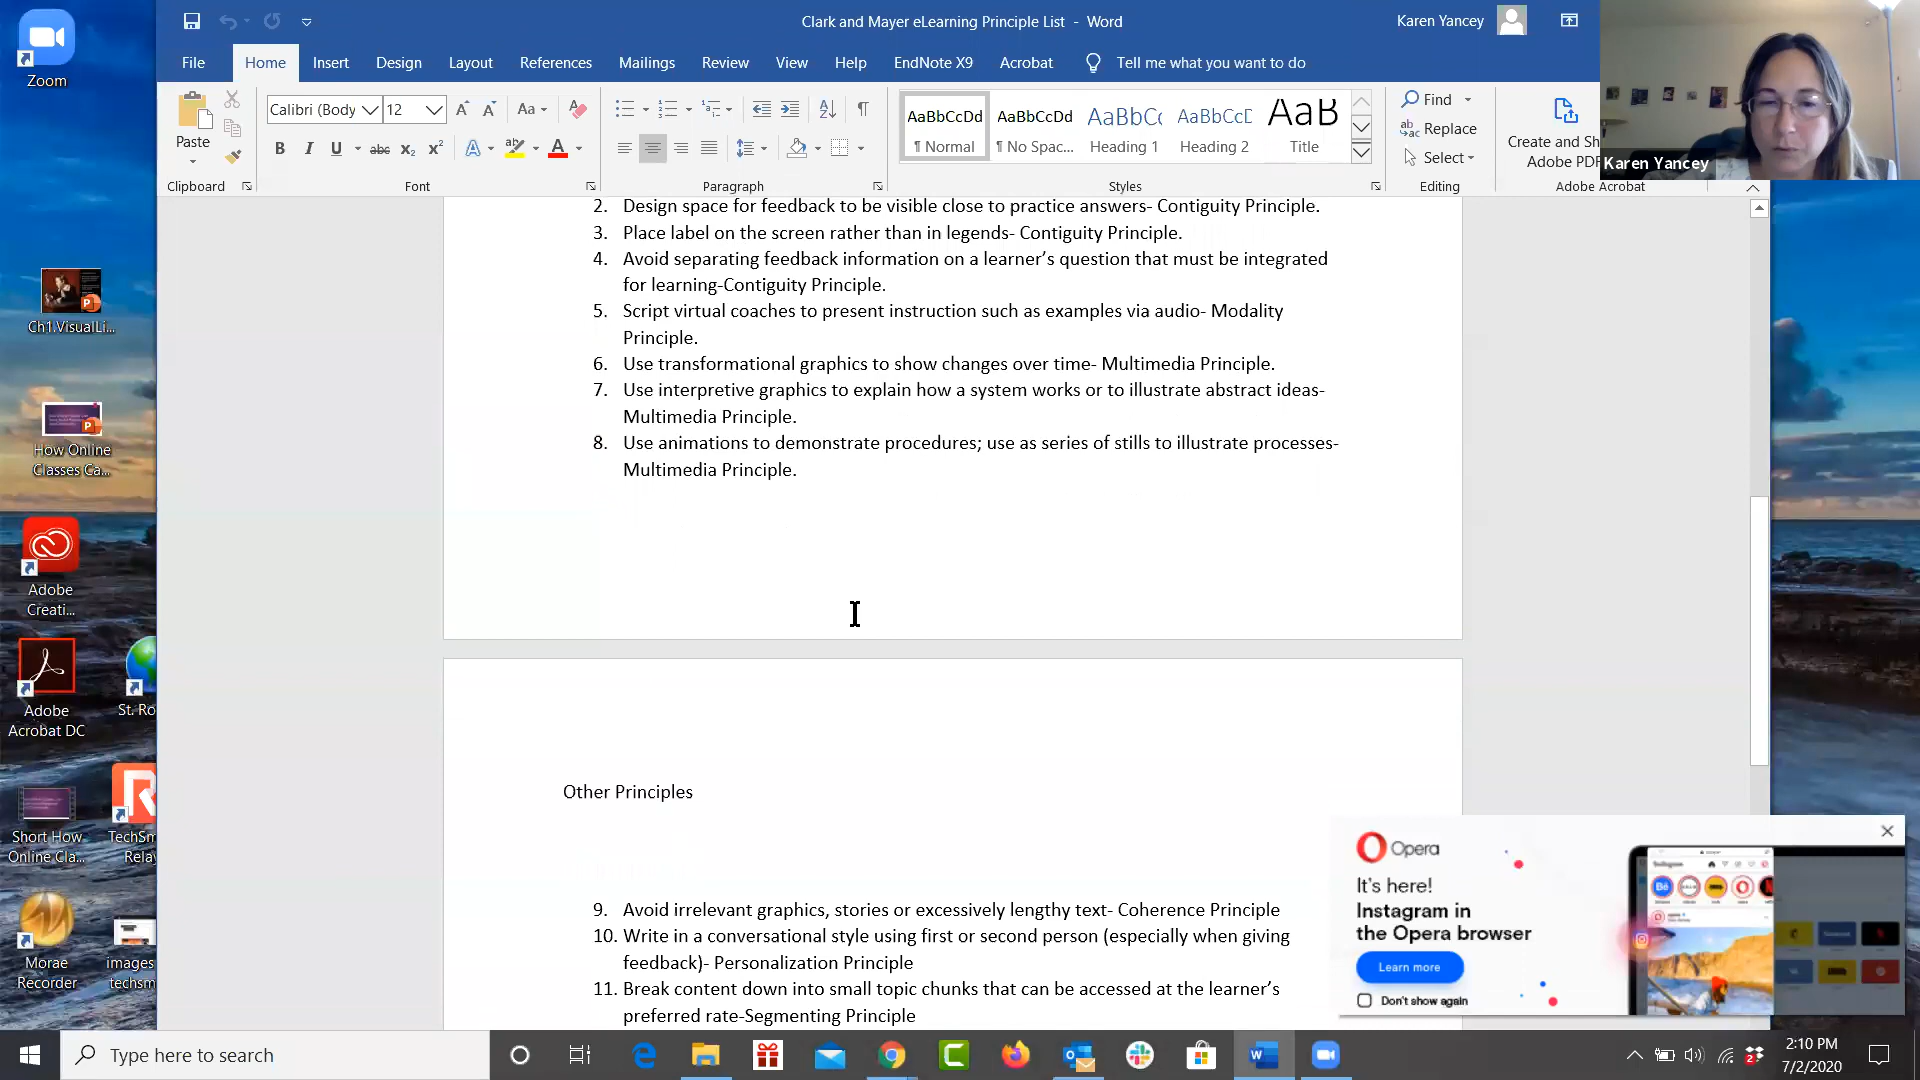 Clark and Mayer eLearning Principle List - Word
Karen Yancey
File
Home
Insert
Design
Layout
References
Mailings
Review
View
Help
EndNote X9
Acrobat
Tell me what you want to do
Paste
Clipboard
Calibri (Body
12
Aa
B I U abc x₂ x²
A
Font
Paragraph
AaBbCcDd
¶ Normal
AaBbCcDd
¶ No Spac...
AaBbCc
Heading 1
AaBbCcD
Heading 2
AaB
Title
Styles
Find
Replace
Select
Editing
Create and Sh
Adobe PDF
Adobe Acrobat
Karen Yancey
2. Design space for feedback to be visible close to practice answers- Contiguity Principle.
3. Place label on the screen rather than in legends- Contiguity Principle.
4. Avoid separating feedback information on a learner’s question that must be integrated
for learning-Contiguity Principle.
5. Script virtual coaches to present instruction such as examples via audio- Modality
Principle.
6. Use transformational graphics to show changes over time- Multimedia Principle.
7. Use interpretive graphics to explain how a system works or to illustrate abstract ideas-
Multimedia Principle.
8. Use animations to demonstrate procedures; use as series of stills to illustrate processes-
Multimedia Principle.
Other Principles
9. Avoid irrelevant graphics, stories or excessively lengthy text- Coherence Principle
10. Write in a conversational style using first or second person (especially when giving
feedback)- Personalization Principle
11. Break content down into small topic chunks that can be accessed at the learner’s
preferred rate-Segmenting Principle
Zoom
Ch1.VisualLi...
How Online
Classes Ca...
Adobe
Creati...
Adobe
Acrobat DC
St. Ro
Short How
Online Cla...
TechSm
Rela
Morae
Recorder
images
techsm
Opera
It’s here!
Instagram in
the Opera browser
Learn more
Don't show again
Type here to search
2:10 PM
7/2/2020